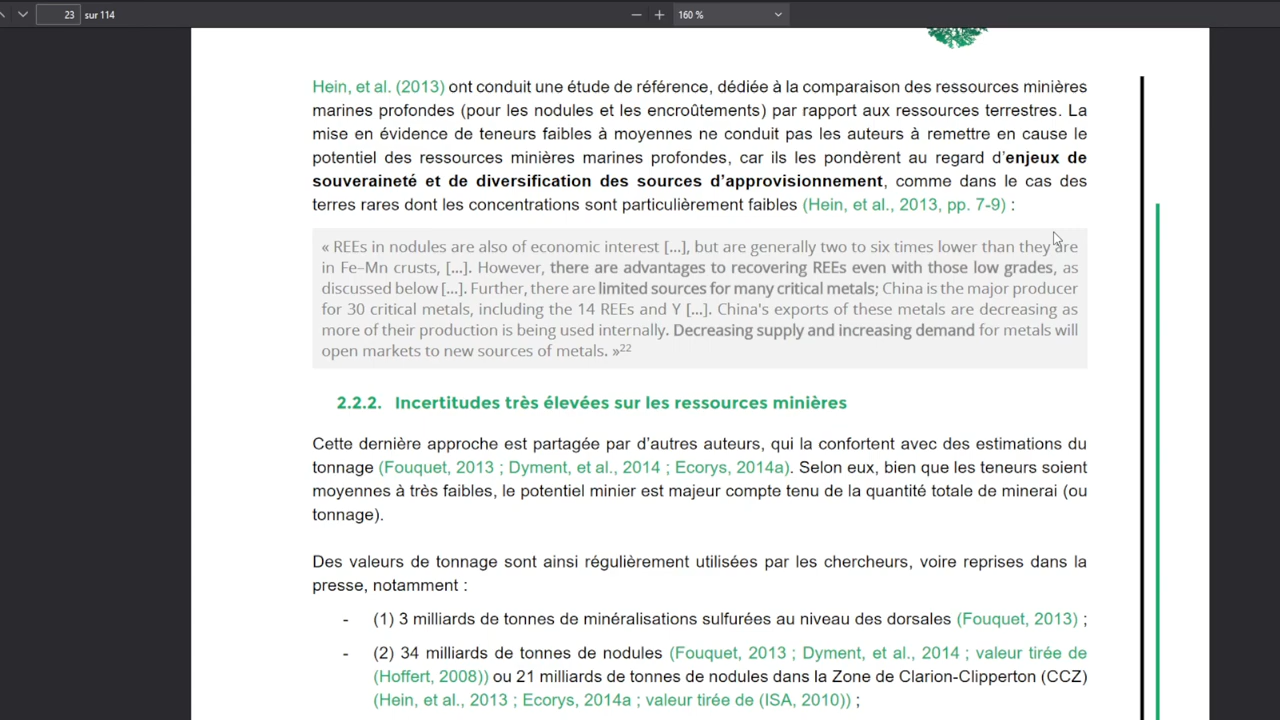 23 sur 114 160 %
Hein, et al. (2013) ont conduit une étude de référence, dédiée à la comparaison des ressources minières
marines profondes (pour les nodules et les encroûtements) par rapport aux ressources terrestres. La
mise en évidence de teneurs faibles à moyennes ne conduit pas les auteurs à remettre en cause le
potentiel des ressources minières marines profondes, car ils les pondèrent au regard d’enjeux de
souveraineté et de diversification des sources d’approvisionnement, comme dans le cas des
terres rares dont les concentrations sont particulièrement faibles (Hein, et al., 2013, pp. 7-9) :
« REEs in nodules are also of economic interest [...], but are generally two to six times lower than they are
in Fe–Mn crusts, [...]. However, there are advantages to recovering REEs even with those low grades, as
discussed below [...]. Further, there are limited sources for many critical metals; China is the major producer
for 30 critical metals, including the 14 REEs and Y [...]. China's exports of these metals are decreasing as
more of their production is being used internally. Decreasing supply and increasing demand for metals will
open markets to new sources of metals. »22
2.2.2. Incertitudes très élevées sur les ressources minières
Cette dernière approche est partagée par d’autres auteurs, qui la confortent avec des estimations du
tonnage (Fouquet, 2013 ; Dyment, et al., 2014 ; Ecorys, 2014a). Selon eux, bien que les teneurs soient
moyennes à très faibles, le potentiel minier est majeur compte tenu de la quantité totale de minerai (ou
tonnage).
Des valeurs de tonnage sont ainsi régulièrement utilisées par les chercheurs, voire reprises dans la
presse, notamment :
- (1) 3 milliards de tonnes de minéralisations sulfurées au niveau des dorsales (Fouquet, 2013) ;
- (2) 34 milliards de tonnes de nodules (Fouquet, 2013 ; Dyment, et al., 2014 ; valeur tirée de
(Hoffert, 2008)) ou 21 milliards de tonnes de nodules dans la Zone de Clarion-Clipperton (CCZ)
(Hein, et al., 2013 ; Ecorys, 2014a ; valeur tirée de (ISA, 2010)) ;